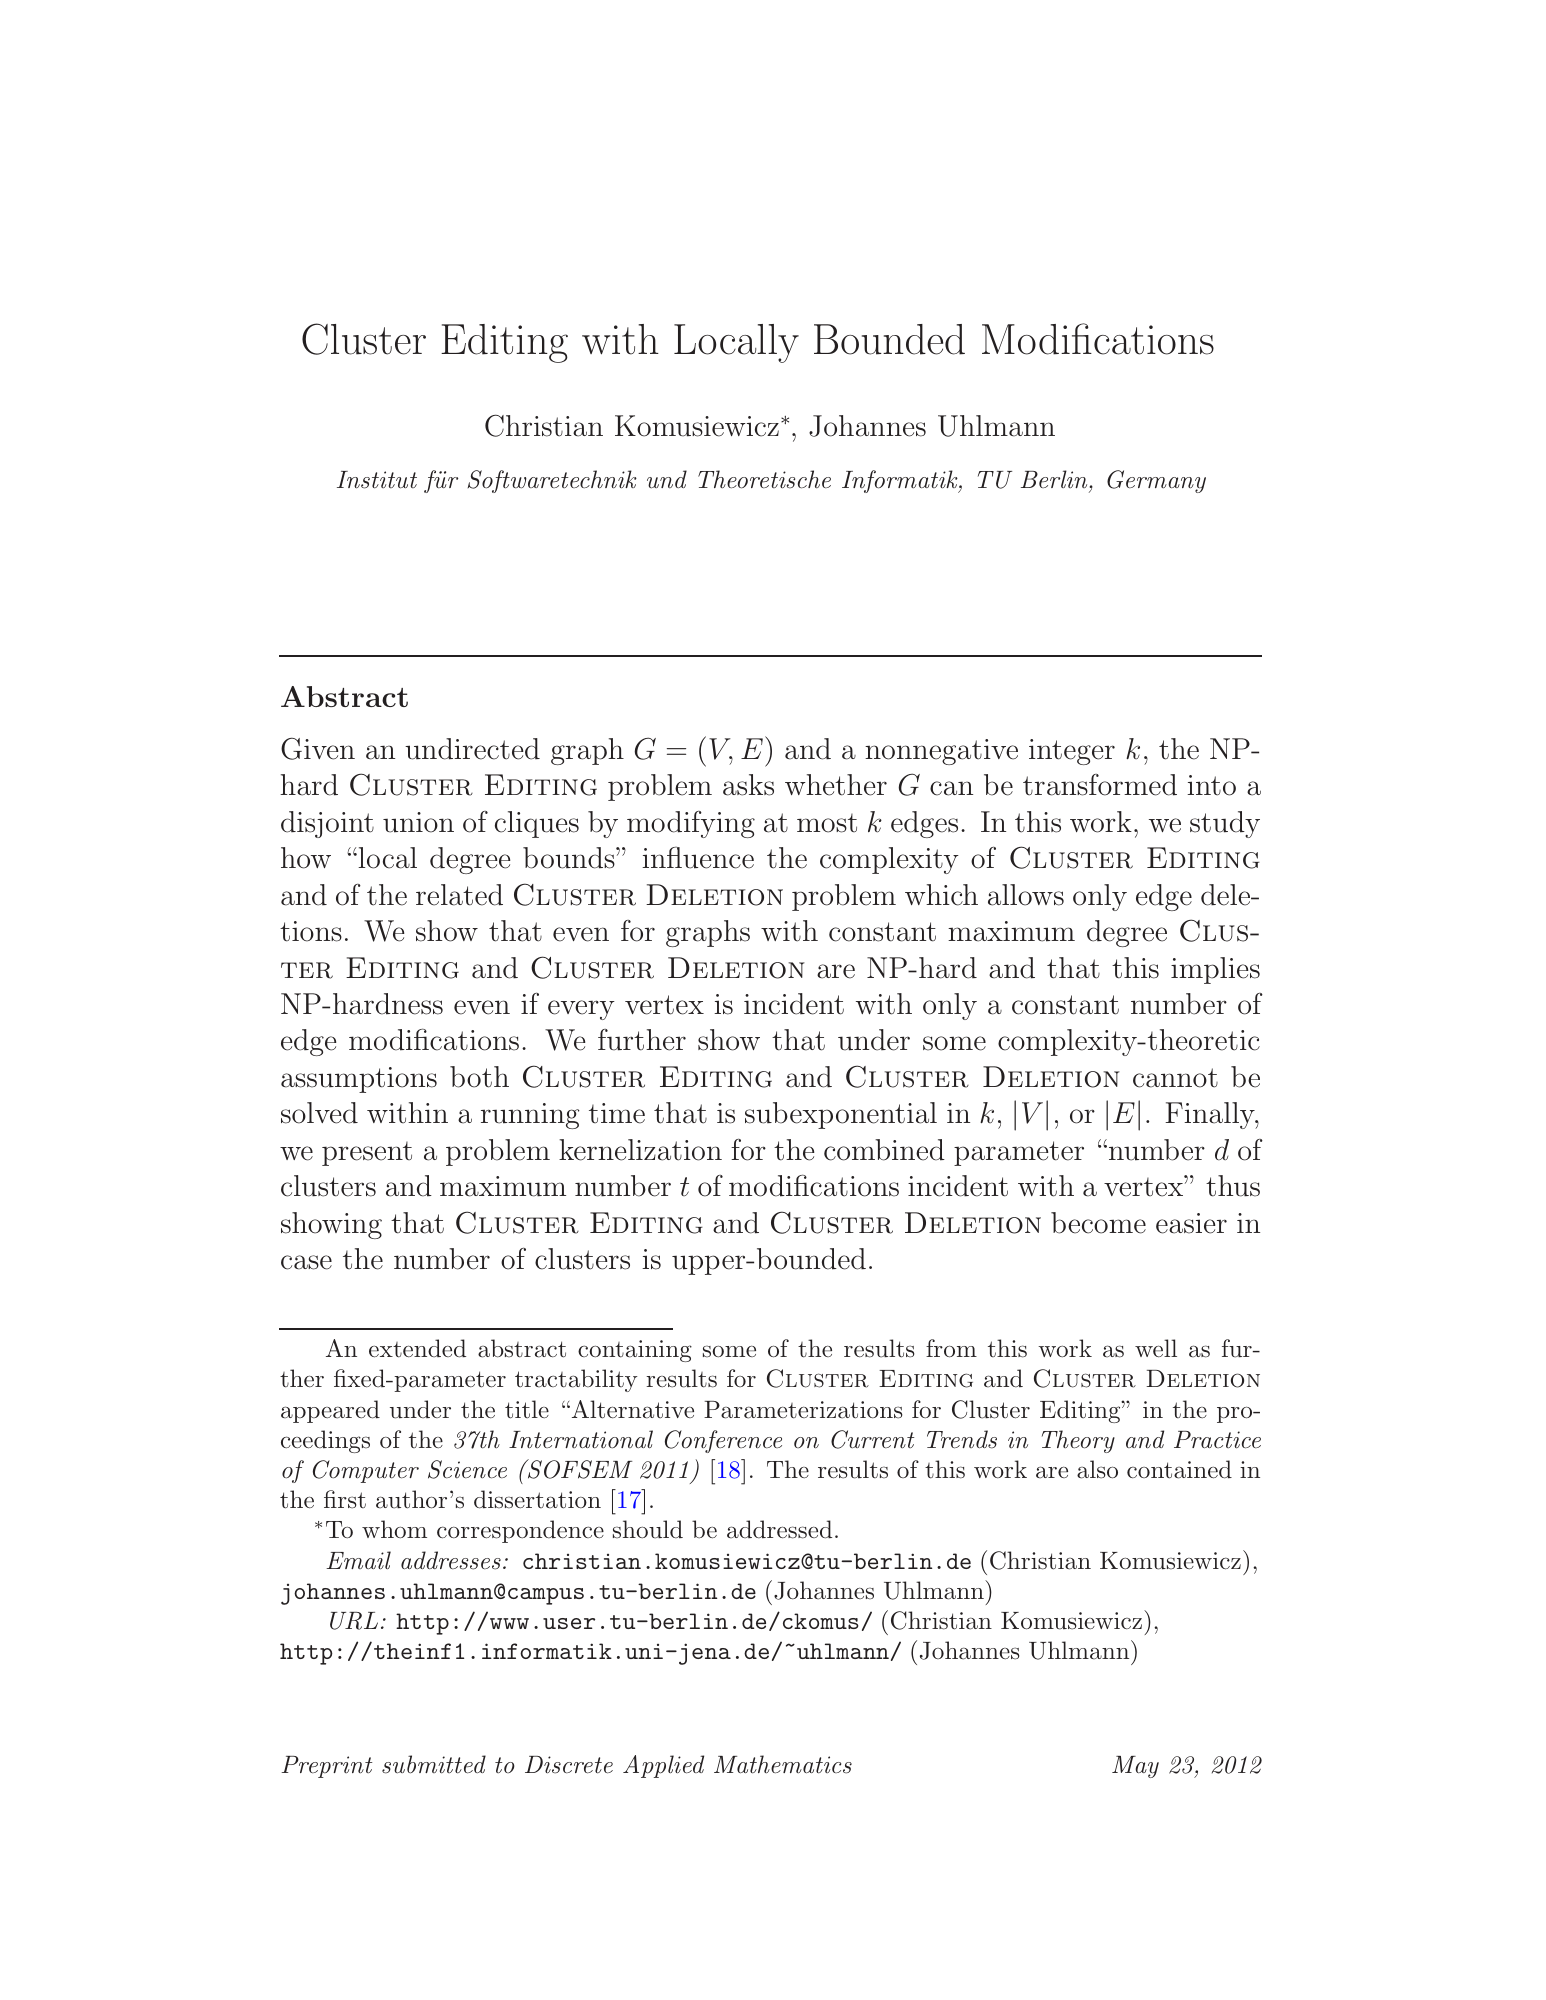 Cluster Editing with Locally Bounded Modifications
Christian Komusiewicz*, Johannes Uhlmann
Institut für Softwaretechnik und Theoretische Informatik, TU Berlin, Germany
Abstract
Given an undirected graph G = (V, E) and a nonnegative integer k, the NP-
hard CLUSTER EDITING problem asks whether G can be transformed into a
disjoint union of cliques by modifying at most k edges. In this work, we study
how “local degree bounds” influence the complexity of CLUSTER EDITING
and of the related CLUSTER DELETION problem which allows only edge dele-
tions. We show that even for graphs with constant maximum degree CLUS-
TER EDITING and CLUSTER DELETION are NP-hard and that this implies
NP-hardness even if every vertex is incident with only a constant number of
edge modifications. We further show that under some complexity-theoretic
assumptions both CLUSTER EDITING and CLUSTER DELETION cannot be
solved within a running time that is subexponential in k, |V|, or |E|. Finally,
we present a problem kernelization for the combined parameter “number d of
clusters and maximum number t of modifications incident with a vertex” thus
showing that CLUSTER EDITING and CLUSTER DELETION become easier in
case the number of clusters is upper-bounded.
An extended abstract containing some of the results from this work as well as fur-
ther fixed-parameter tractability results for CLUSTER EDITING and CLUSTER DELETION
appeared under the title “Alternative Parameterizations for Cluster Editing” in the pro-
ceedings of the 37th International Conference on Current Trends in Theory and Practice
of Computer Science (SOFSEM 2011) [18]. The results of this work are also contained in
the first author’s dissertation [17].
*To whom correspondence should be addressed.
Email addresses: christian.komusiewicz@tu-berlin.de (Christian Komusiewicz),
johannes.uhlmann@campus.tu-berlin.de (Johannes Uhlmann)
URL: http://www.user.tu-berlin.de/ckomus/ (Christian Komusiewicz),
http://theinf1.informatik.uni-jena.de/~uhlmann/ (Johannes Uhlmann)
Preprint submitted to Discrete Applied Mathematics May 23, 2012